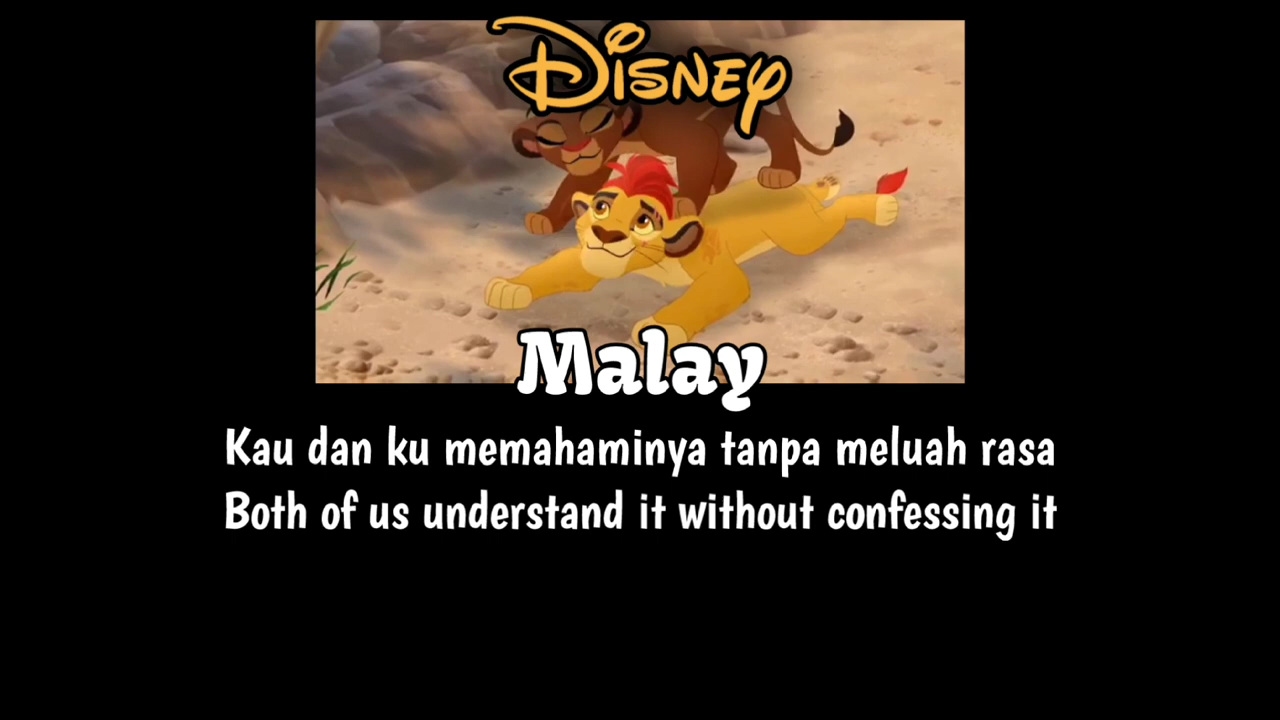 Disney
Malay
Kau dan ku memahaminya tanpa meluah rasa
Both of us understand it without confessing it